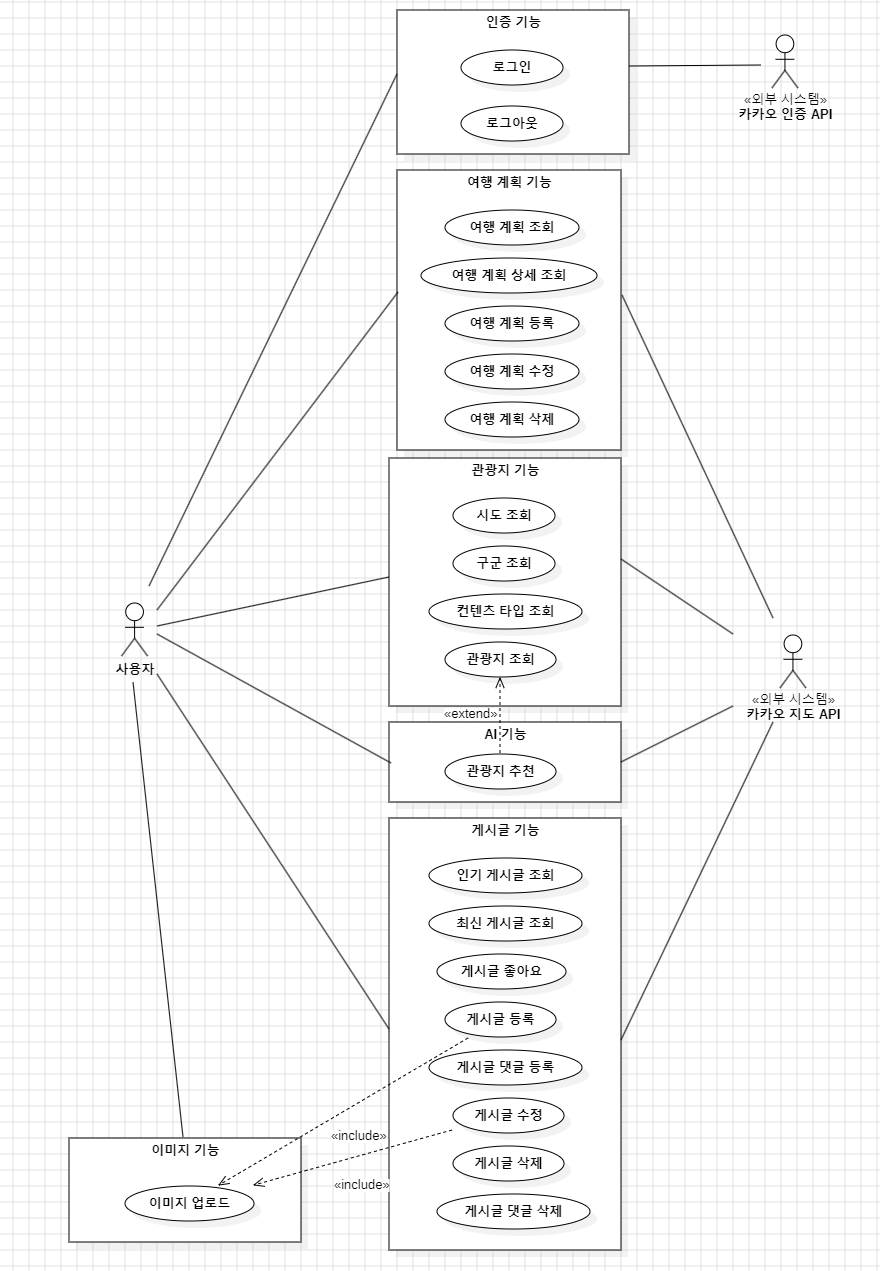 인증 기능
로그인
로그아웃
«외부 시스템»
카카오 인증 API
여행 계획 기능
여행 계획 조회
여행 계획 상세 조회
여행 계획 등록
여행 계획 수정
여행 계획 삭제
관광지 기능
시도 조회
구군 조회
컨텐츠 타입 조회
관광지 조회
사용자
«외부 시스템»
카카오 지도 API
«extend»
AI 기능
관광지 추천
게시글 기능
인기 게시글 조회
최신 게시글 조회
게시글 좋아요
게시글 등록
게시글 댓글 등록
게시글 수정
게시글 삭제
게시글 댓글 삭제
«include»
«include»
이미지 기능
이미지 업로드